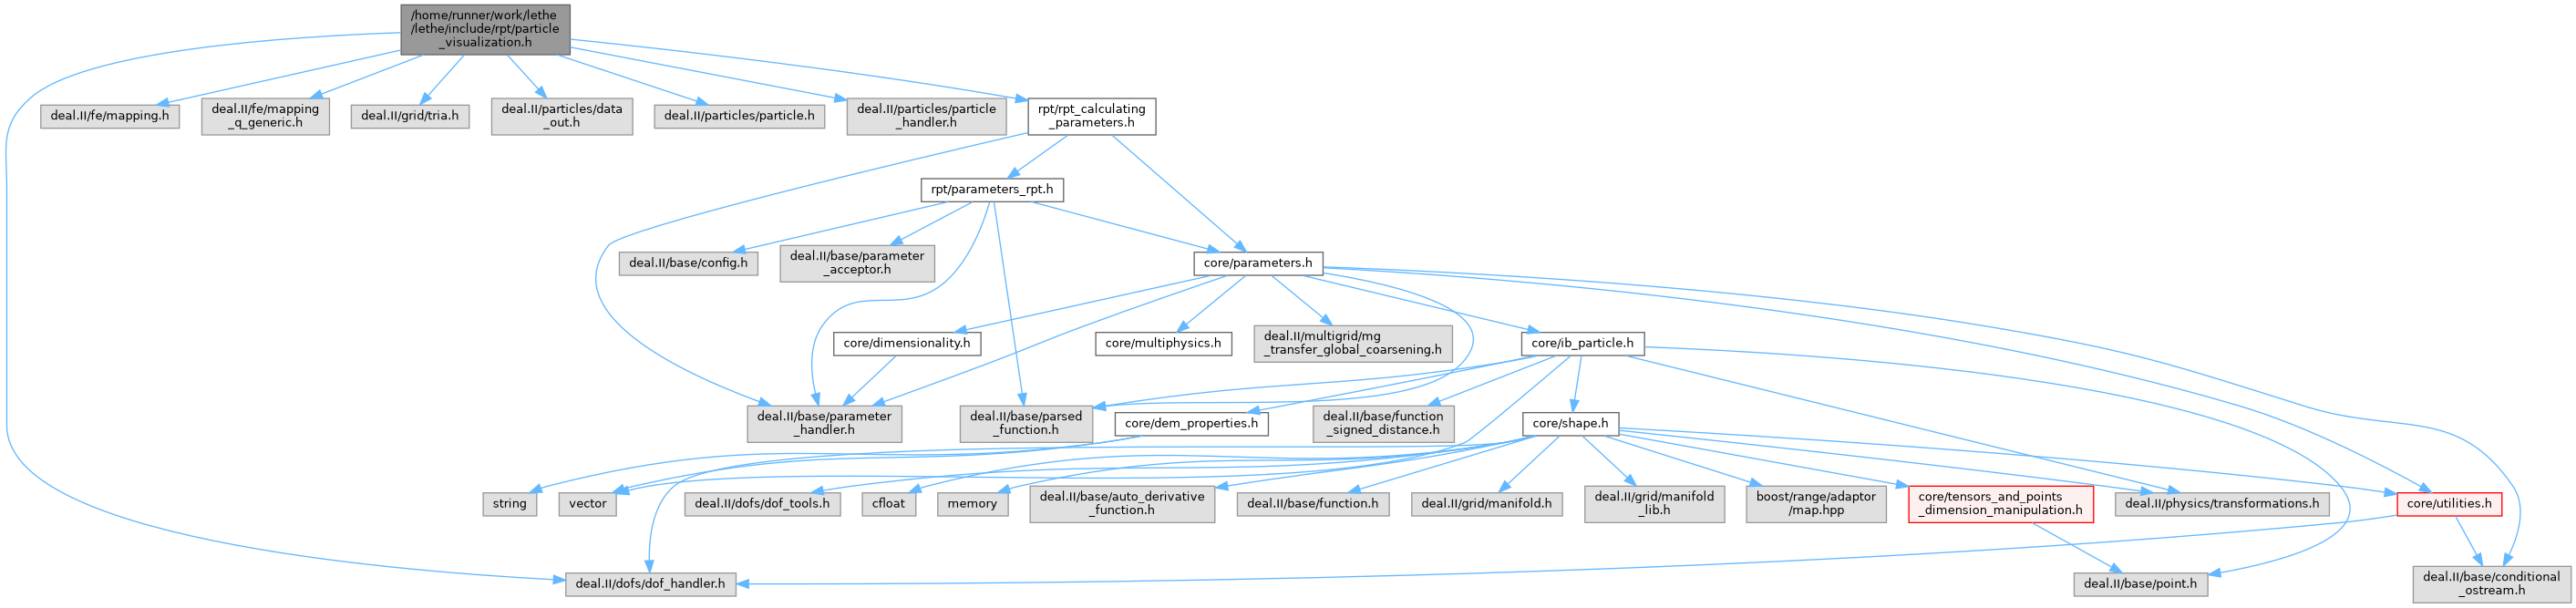 /home/runner/work/lethe
/lethe/include/rpt/particle
_visualization.h
deal.II/fe/mapping.h
deal.II/fe/mapping
_q_generic.h
deal.II/grid/tria.h
deal.II/particles/data
_out.h
deal.II/particles/particle.h
deal.II/particles/particle
_handler.h
rpt/rpt_calculating
_parameters.h
rpt/parameters_rpt.h
deal.II/base/config.h
deal.II/base/parameter
_acceptor.h
core/parameters.h
core/dimensionality.h
core/multiphysics.h
deal.II/multigrid/mg
_transfer_global_coarsening.h
core/ib_particle.h
deal.II/base/parameter
_handler.h
deal.II/base/parsed
_function.h
core/dem_properties.h
deal.II/base/function
_signed_distance.h
core/shape.h
string
vector
deal.II/dofs/dof_tools.h
cfloat
memory
deal.II/base/auto_derivative
_function.h
deal.II/base/function.h
deal.II/grid/manifold.h
deal.II/grid/manifold
_lib.h
boost/range/adaptor
/map.hpp
core/tensors_and_points
_dimension_manipulation.h
deal.II/physics/transformations.h
core/utilities.h
deal.II/dofs/dof_handler.h
deal.II/base/point.h
deal.II/base/conditional
_ostream.h